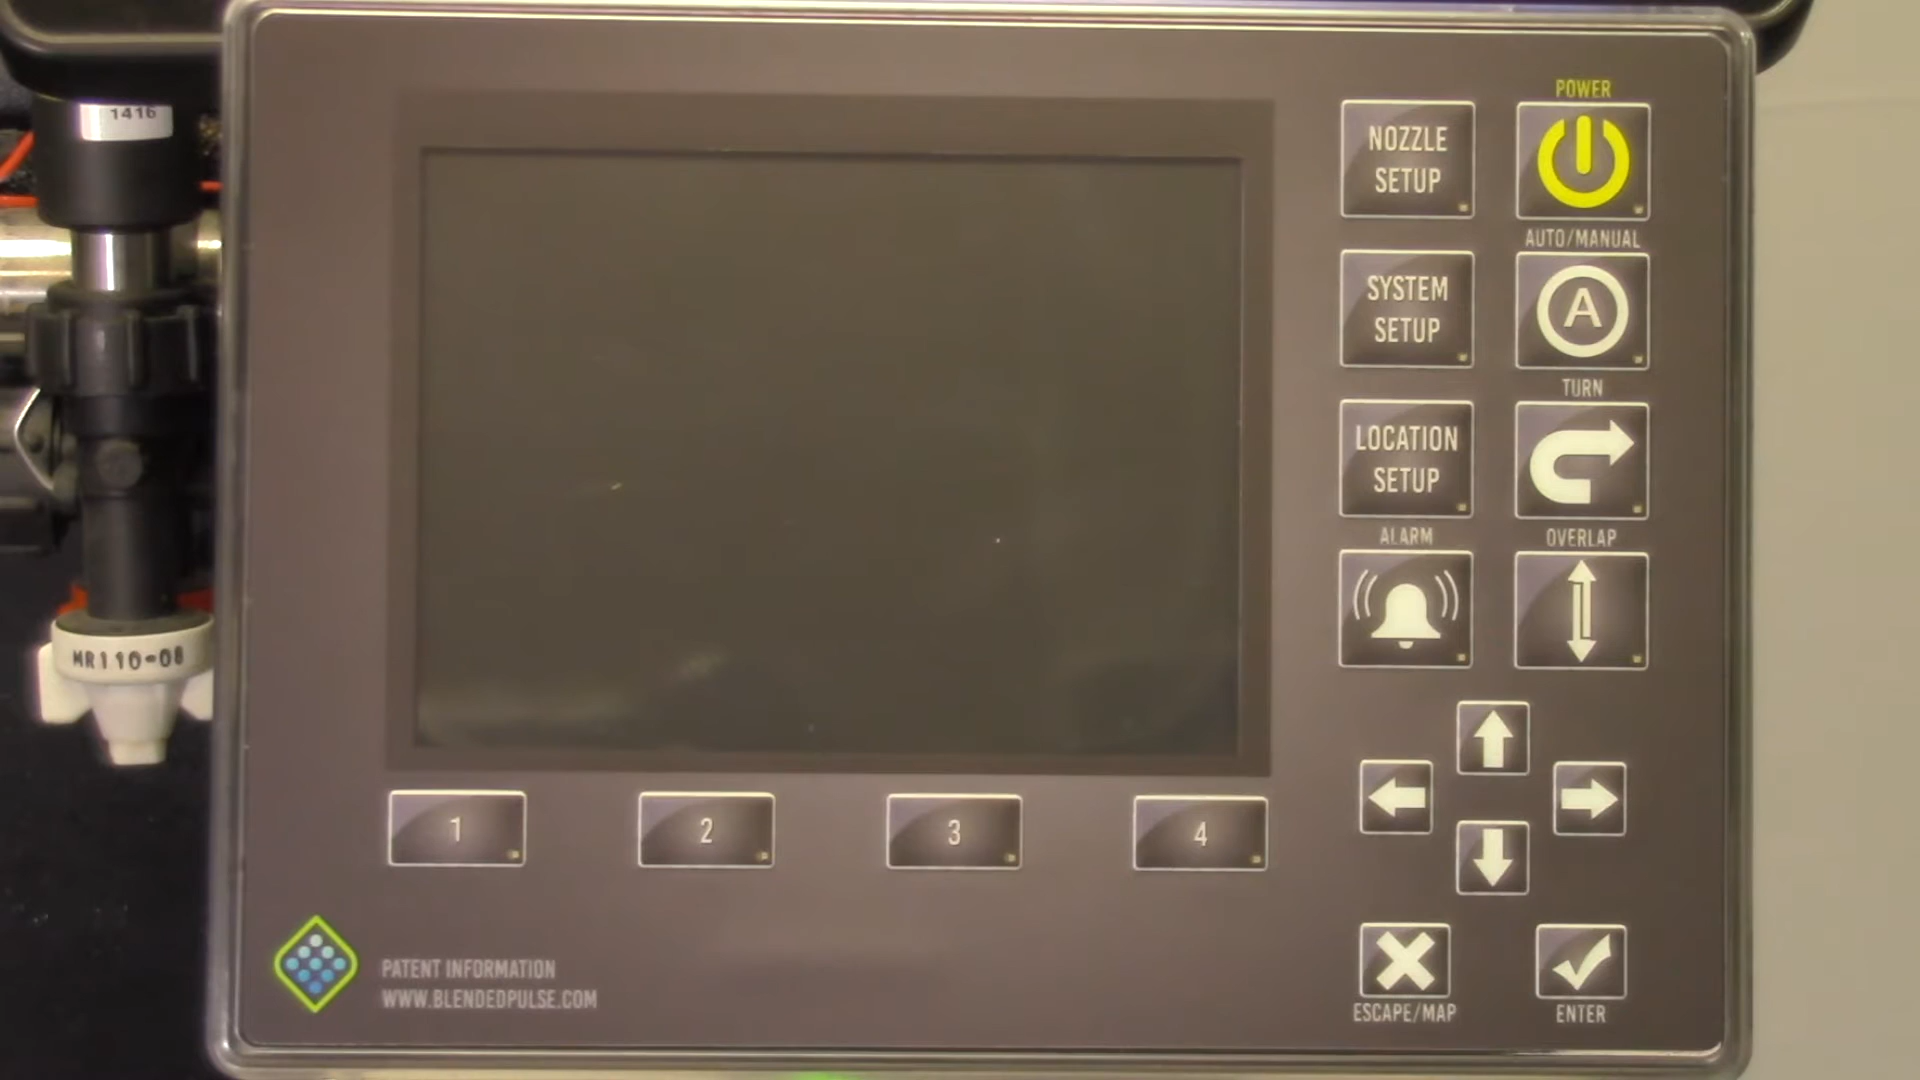 1416
MR110-08
NOZZLE
SETUP
POWER
SYSTEM
SETUP
AUTO/MANUAL
A
LOCATION
SETUP
TURN
ALARM
OVERLAP
1
2
3
4
PATENT INFORMATION
WWW.BLENDEDPULSE.COM
ESCAPE/MAP
ENTER